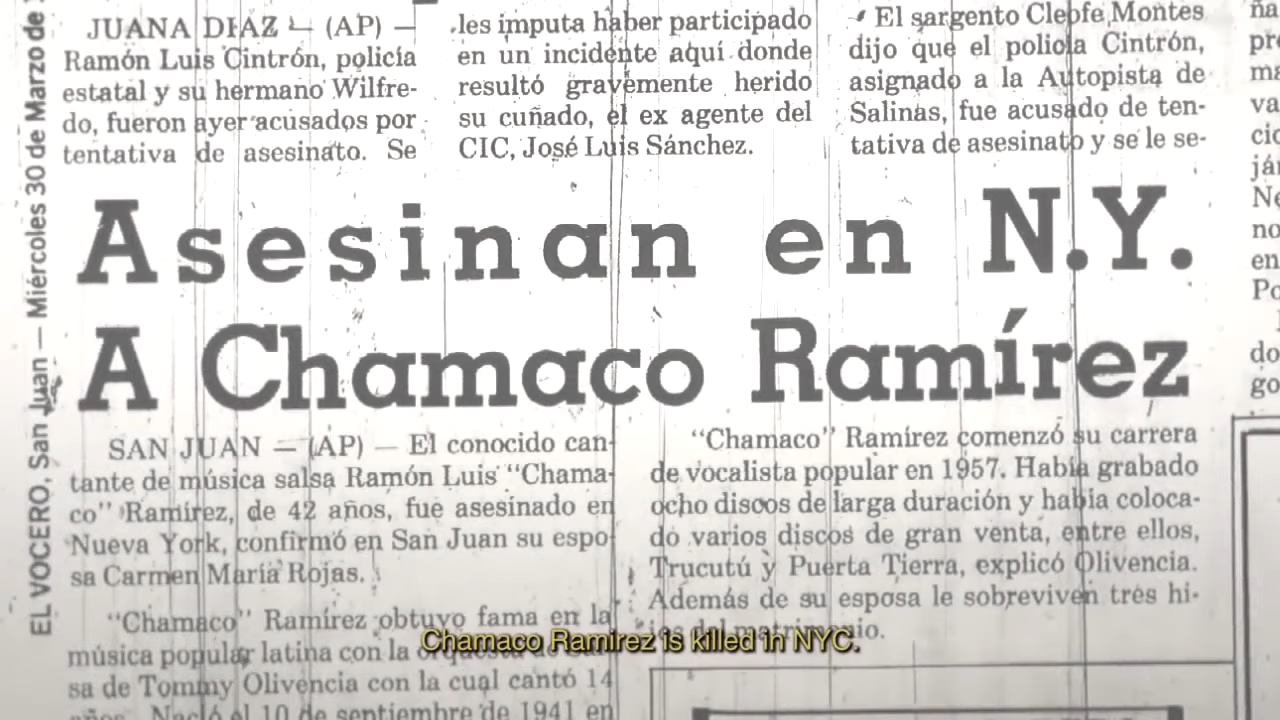 EL VOCERO, San Juan — Miércoles 30 de Marzo de
JUANA DIAZ — (AP) —
Ramón Luis Cintrón, policía
estatal y su hermano Wilfre-
do, fueron ayer acusados por
tentativa de asesinato. Se
les imputa haber participado
en un incidente aquí donde
resultó gravemente herido
su cuñado, el ex agente del
CIC, José Luis Sánchez.
El sargento Cleofe Montes
dijo que el policía Cintrón,
asignado a la Autopista de
Salinas, fue acusado de ten-
tativa de asesinato y se le se-
Asesinan en N.Y.
A Chamaco Ramírez
SAN JUAN — (AP) — El conocido can-
tante de música salsa Ramón Luis "Chama-
co" Ramírez, de 42 años, fue asesinado en
Nueva York, confirmó en San Juan su espo-
sa Carmen María Rojas.
"Chamaco" Ramírez obtuvo fama en la
música popular latina con la orquesta de Sal-
sa de Tommy Olivencia con la cual cantó 14
años. Nació el 10 de septiembre de 1941 en
"Chamaco" Ramírez comenzó su carrera
de vocalista popular en 1957. Había grabado
ocho discos de larga duración y había coloca-
do varios discos de gran venta, entre ellos,
Trucutú y Puerta Tierra, explicó Olivencia.
Además de su esposa le sobreviven tres hi-
jos del matrimonio.
Chamaco Ramirez is killed in NYC.